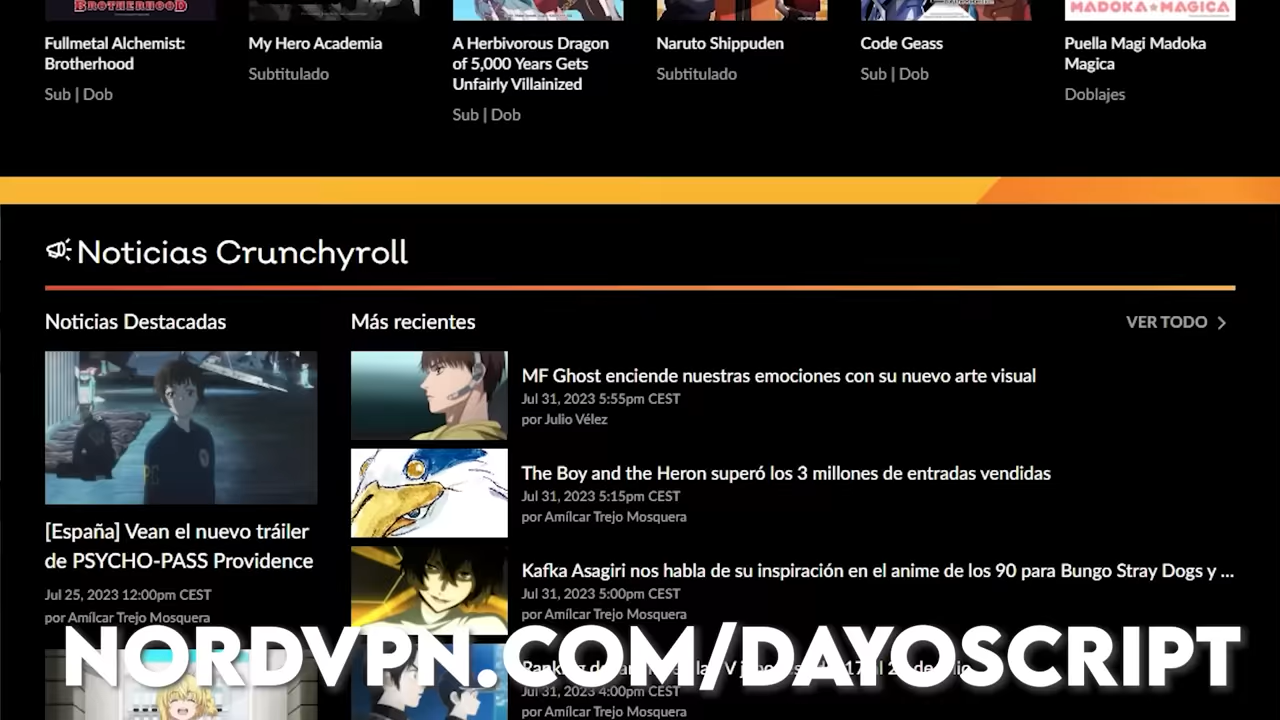 BROTHERHOOD
MADOKA★MAGICA
Fullmetal Alchemist:
Brotherhood
Sub | Dob
My Hero Academia
Subtitulado
A Herbivorous Dragon
of 5,000 Years Gets
Unfairly Villainized
Sub | Dob
Naruto Shippuden
Subtitulado
Code Geass
Sub | Dob
Puella Magi Madoka
Magica
Doblajes
Noticias Crunchyroll
Noticias Destacadas
Más recientes
VER TODO
[España] Vean el nuevo tráiler
de PSYCHO-PASS Providence
Jul 25, 2023 12:00pm CEST
por Amílcar Trejo Mosquera
MF Ghost enciende nuestras emociones con su nuevo arte visual
Jul 31, 2023 5:55pm CEST
por Julio Vélez
The Boy and the Heron superó los 3 millones de entradas vendidas
Jul 31, 2023 5:15pm CEST
por Amílcar Trejo Mosquera
Kafka Asagiri nos habla de su inspiración en el anime de los 90 para Bungo Stray Dogs y ...
Jul 31, 2023 5:00pm CEST
por Amílcar Trejo Mosquera
Jul 31, 2023 4:00pm CEST
por Amílcar Trejo Mosquera
NORDVPN.COM/DAYOSCRIPT